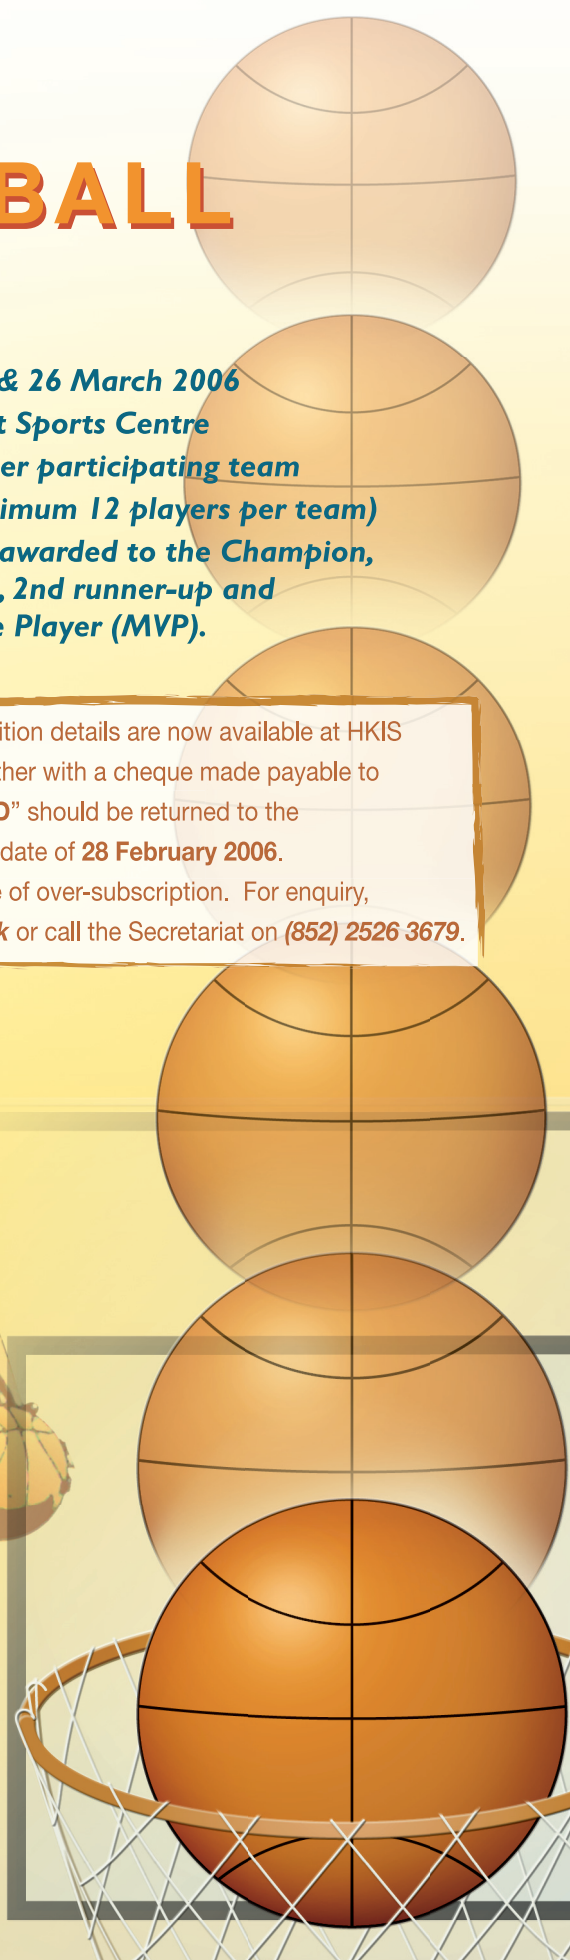 BALL
& 26 March 2006
t Sports Centre
er participating team
imum 12 players per team)
awarded to the Champion,
, 2nd runner-up and
e Player (MVP).
ition details are now available at HKIS
ther with a cheque made payable to
D” should be returned to the
date of 28 February 2006.
e of over-subscription. For enquiry,
k or call the Secretariat on (852) 2526 3679.